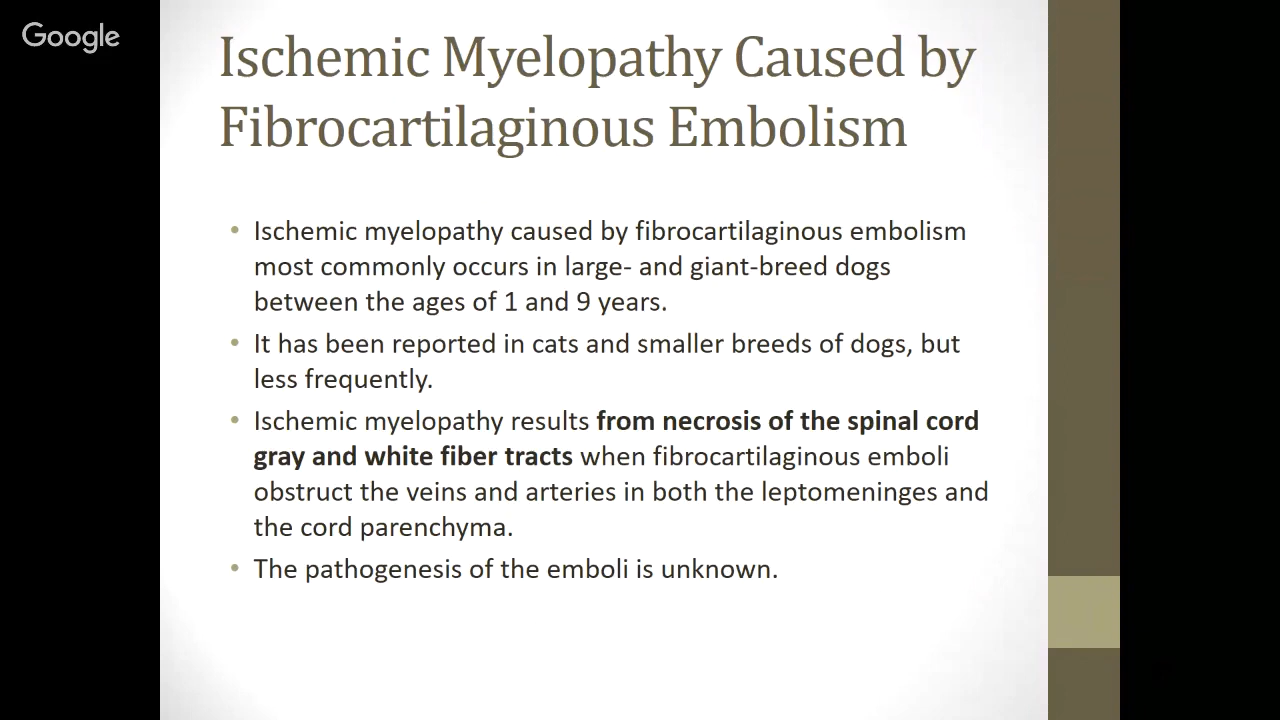 Google
Ischemic Myelopathy Caused by
Fibrocartilaginous Embolism
• Ischemic myelopathy caused by fibrocartilaginous embolism
most commonly occurs in large- and giant-breed dogs
between the ages of 1 and 9 years.
• It has been reported in cats and smaller breeds of dogs, but
less frequently.
• Ischemic myelopathy results from necrosis of the spinal cord
gray and white fiber tracts when fibrocartilaginous emboli
obstruct the veins and arteries in both the leptomeninges and
the cord parenchyma.
• The pathogenesis of the emboli is unknown.